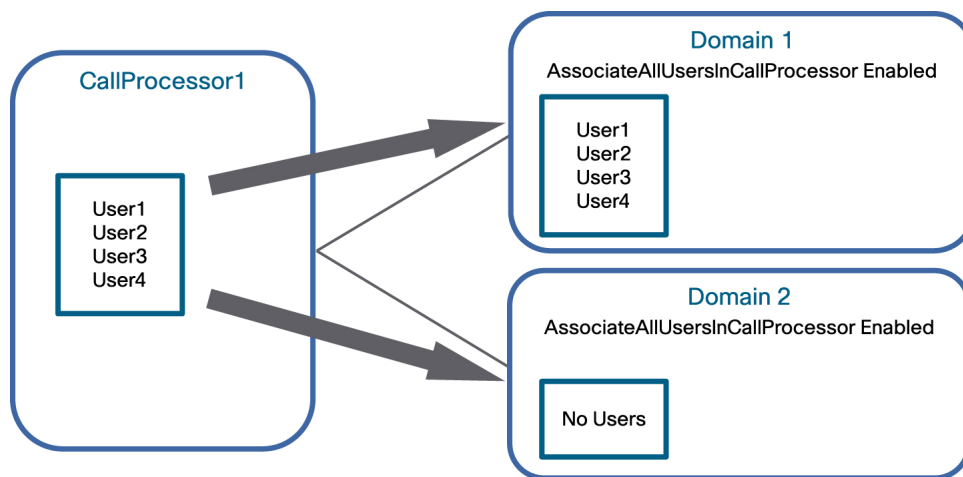 CallProcessor1
User1
User2
User3
User4
Domain 1
AssociateAllUsersInCallProcessor Enabled
User1
User2
User3
User4
Domain 2
AssociateAllUsersInCallProcessor Enabled
No Users